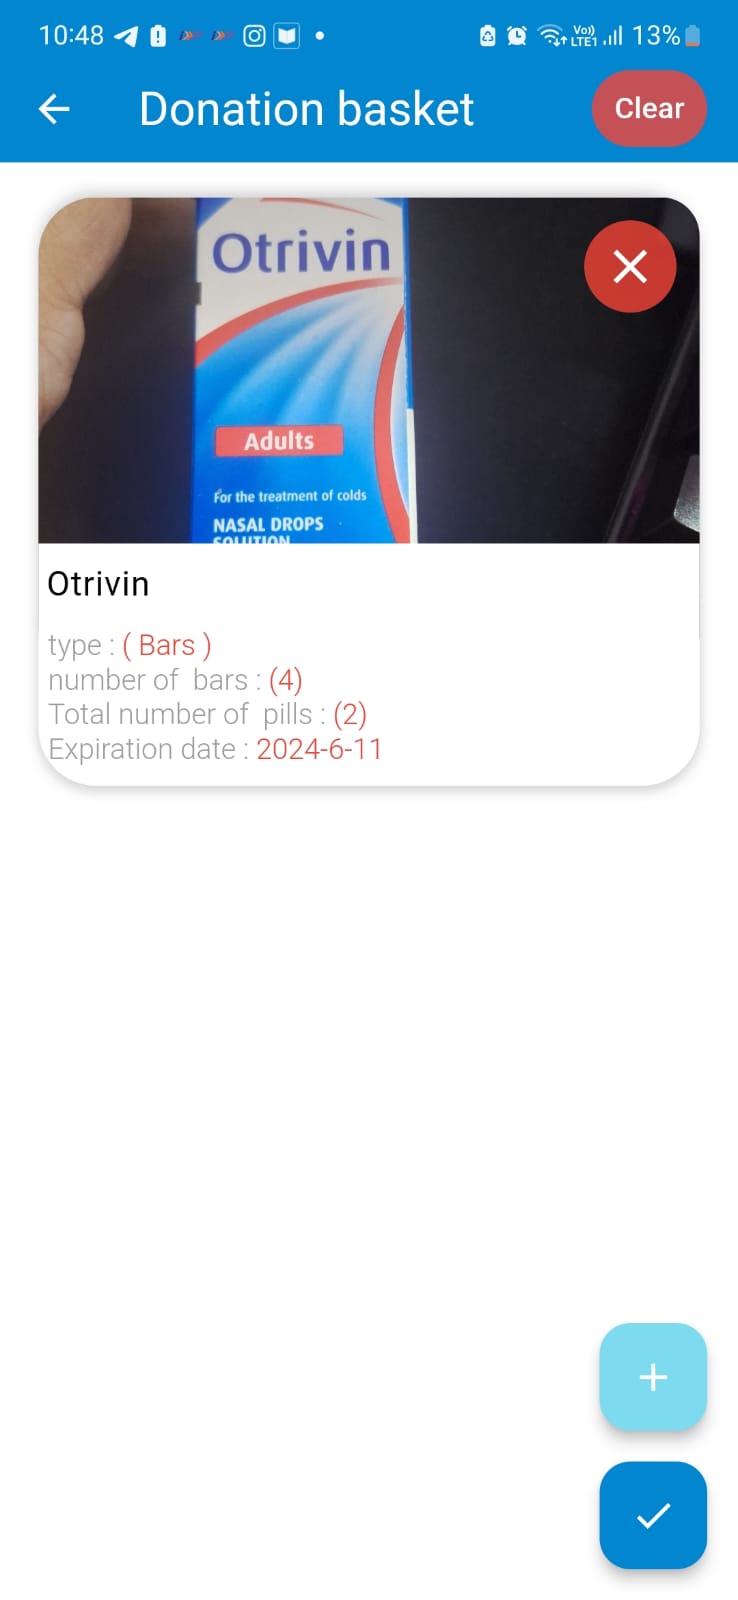 10:48
Vo)) LTE1 13%
Donation basket
Clear
Otrivin
Adults
For the treatment of colds
NASAL DROPS
SOLUTION
Otrivin
type : ( Bars )
number of bars : (4)
Total number of pills : (2)
Expiration date : 2024-6-11